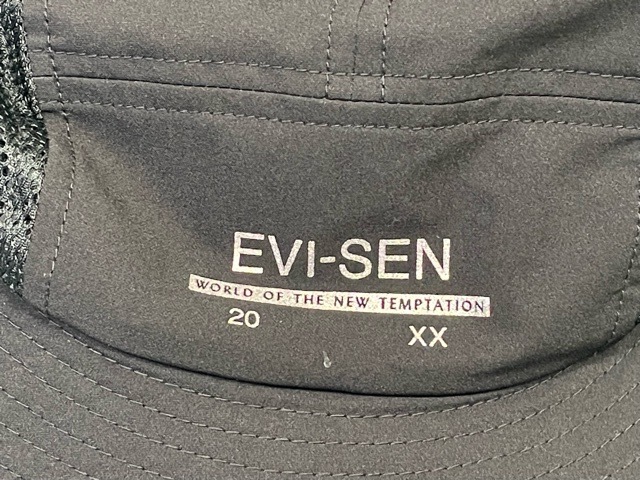 EVI-SEN
WORLD OF THE NEW TEMPTATION
20 XX